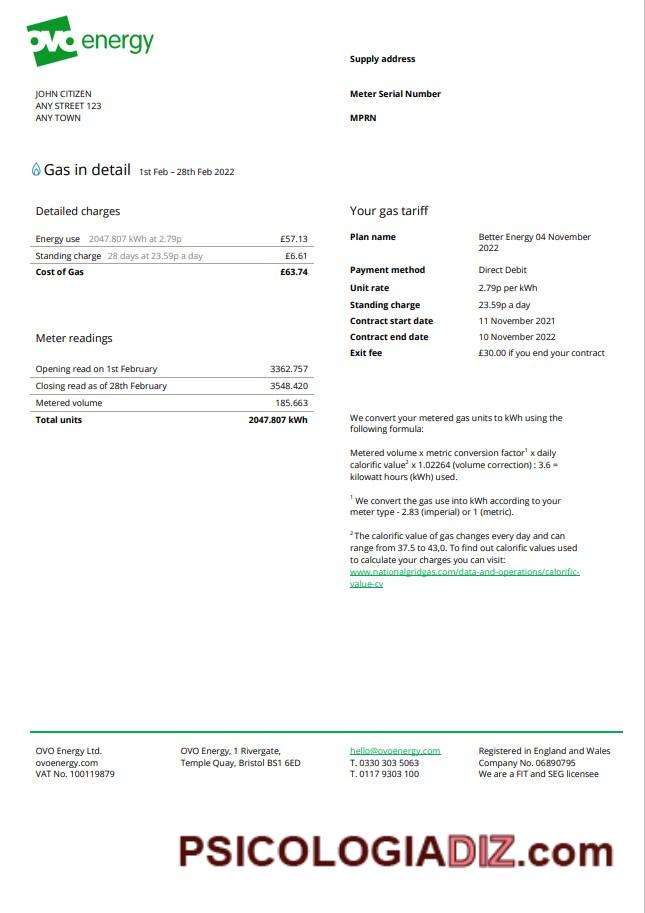 ovo energy
JOHN CITIZEN
ANY STREET 123
ANY TOWN
Supply address
Meter Serial Number
MPRN
Gas in detail 1st Feb – 28th Feb 2022
Detailed charges
Energy use 2047.807 kWh at 2.79p £57.13
Standing charge 28 days at 23.59p a day £6.61
Cost of Gas £63.74
Meter readings
Opening read on 1st February 3362.757
Closing read as of 28th February 3548.420
Metered volume 185.663
Total units 2047.807 kWh
Your gas tariff
Plan name Better Energy 04 November
2022
Payment method Direct Debit
Unit rate 2.79p per kWh
Standing charge 23.59p a day
Contract start date 11 November 2021
Contract end date 10 November 2022
Exit fee £30.00 if you end your contract
We convert your metered gas units to kWh using the
following formula:
Metered volume x metric conversion factor¹ x daily
calorific value² x 1.02264 (volume correction) : 3.6 =
kilowatt hours (kWh) used.
¹ We convert the gas use into kWh according to your
meter type - 2.83 (imperial) or 1 (metric).
² The calorific value of gas changes every day and can
range from 37.5 to 43,0. To find out calorific values used
to calculate your charges you can visit:
www.nationalgridgas.com/data-and-operations/calorific-
value-cv
OVO Energy Ltd.
ovoenergy.com
VAT No. 100119879
OVO Energy, 1 Rivergate,
Temple Quay, Bristol BS1 6ED
hello@ovoenergy.com
T. 0330 303 5063
T. 0117 9303 100
Registered in England and Wales
Company No. 06890795
We are a FIT and SEG licensee
PSICOLOGIADIZ.com